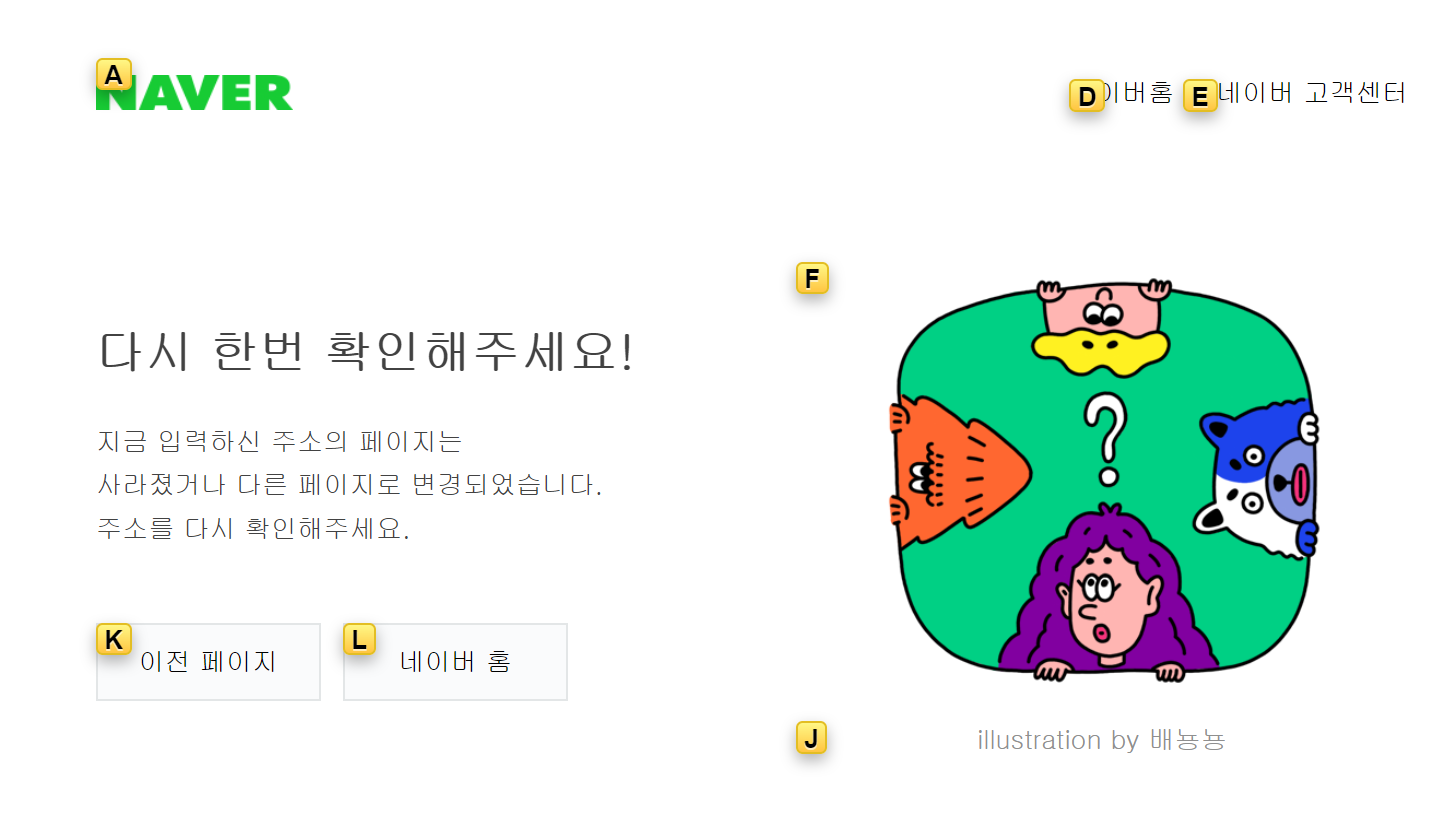 A NAVER
D 이버홈 E 네이버 고객센터
F
다시 한번 확인해주세요!
지금 입력하신 주소의 페이지는
사라졌거나 다른 페이지로 변경되었습니다.
주소를 다시 확인해주세요.
?
K 이전 페이지 L 네이버 홈
J illustration by 배뇽뇽